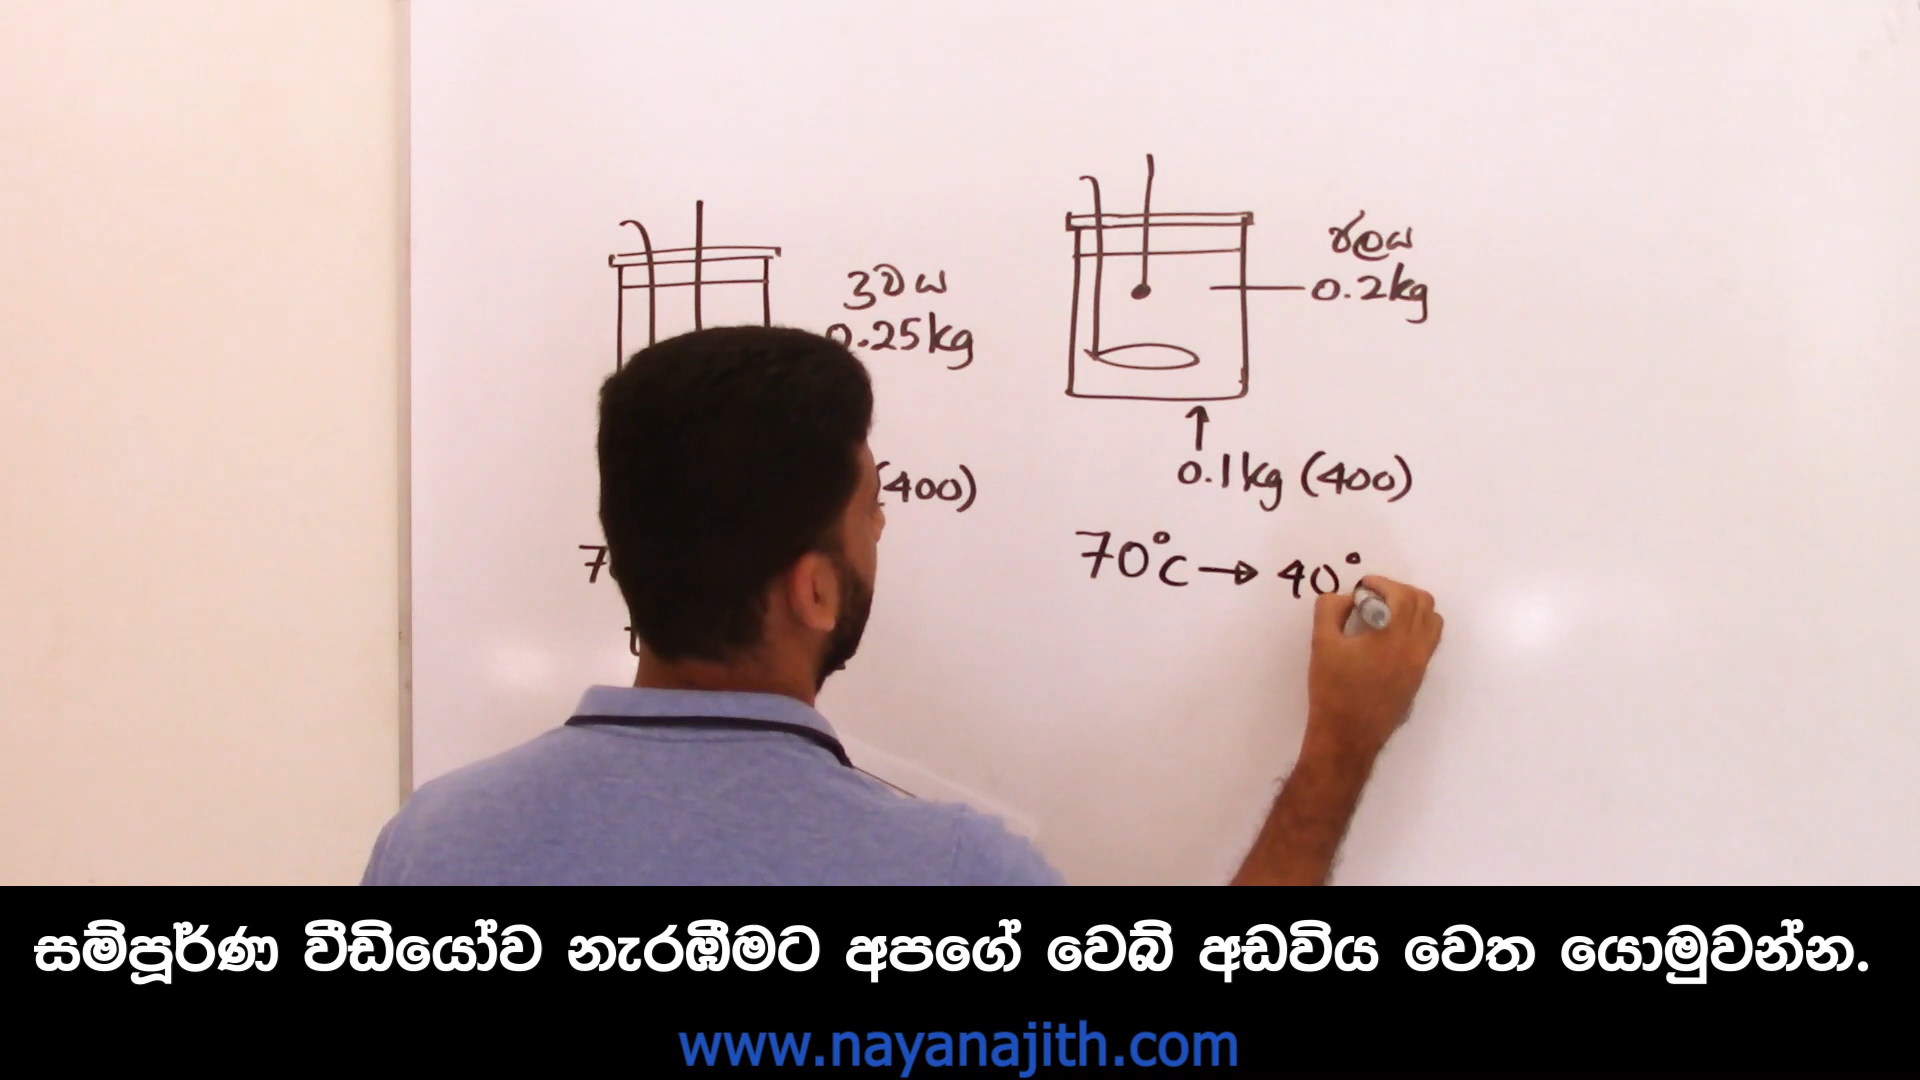 ද්‍රවය
0.25kg
(400)
ජලය
0.2kg
0.1kg (400)
70°C → 40°
සම්පූර්ණ වීඩියෝව නැරඹීමට අපගේ වෙබ් අඩවිය වෙත යොමුවන්න.
www.nayanajith.com